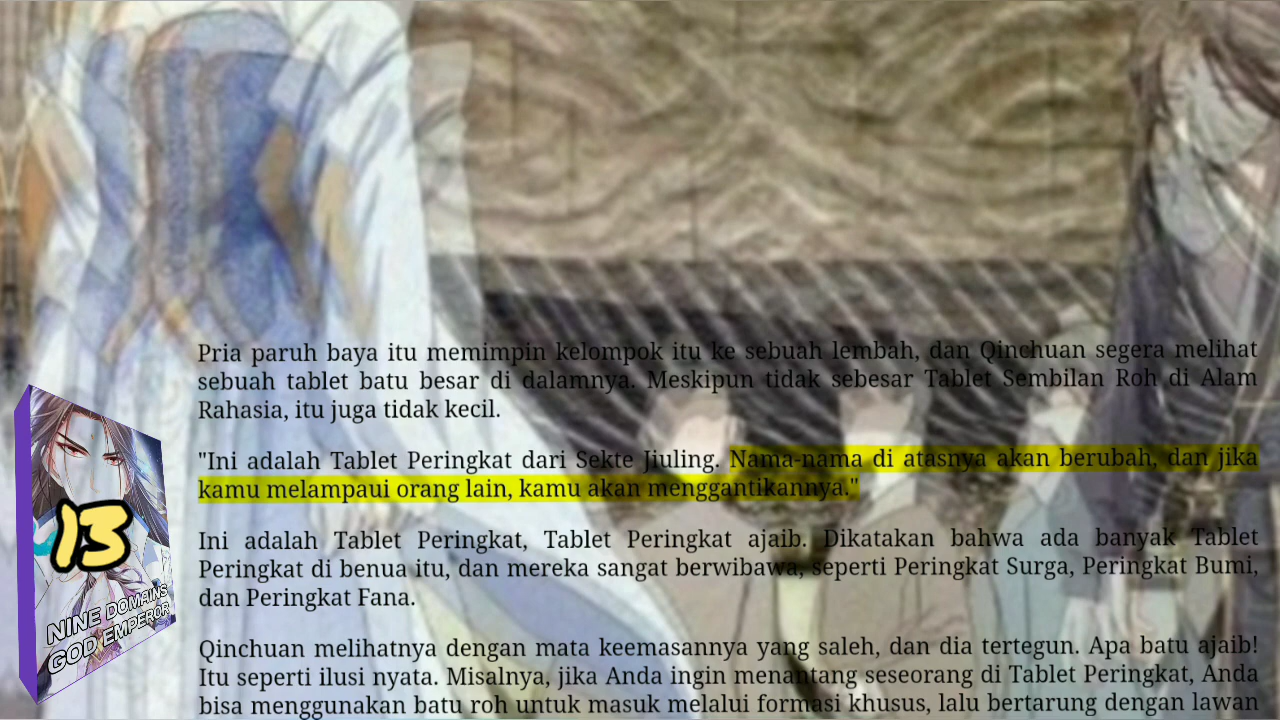 Pria paruh baya itu memimpin kelompok itu ke sebuah lembah, dan Qinchuan segera melihat
sebuah tablet batu besar di dalamnya. Meskipun tidak sebesar Tablet Sembilan Roh di Alam
Rahasia, itu juga tidak kecil.
"Ini adalah Tablet Peringkat dari Sekte Jiuling. Nama-nama di atasnya akan berubah, dan jika
kamu melampaui orang lain, kamu akan menggantikannya."
Ini adalah Tablet Peringkat, Tablet Peringkat ajaib. Dikatakan bahwa ada banyak Tablet
Peringkat di benua itu, dan mereka sangat berwibawa, seperti Peringkat Surga, Peringkat Bumi,
dan Peringkat Fana.
Qinchuan melihatnya dengan mata keemasannya yang saleh, dan dia tertegun. Apa batu ajaib!
Itu seperti ilusi nyata. Misalnya, jika Anda ingin menantang seseorang di Tablet Peringkat, Anda
bisa menggunakan batu roh untuk masuk melalui formasi khusus, lalu bertarung dengan lawan
13
NINE DOMAINS
GOD EMPEROR